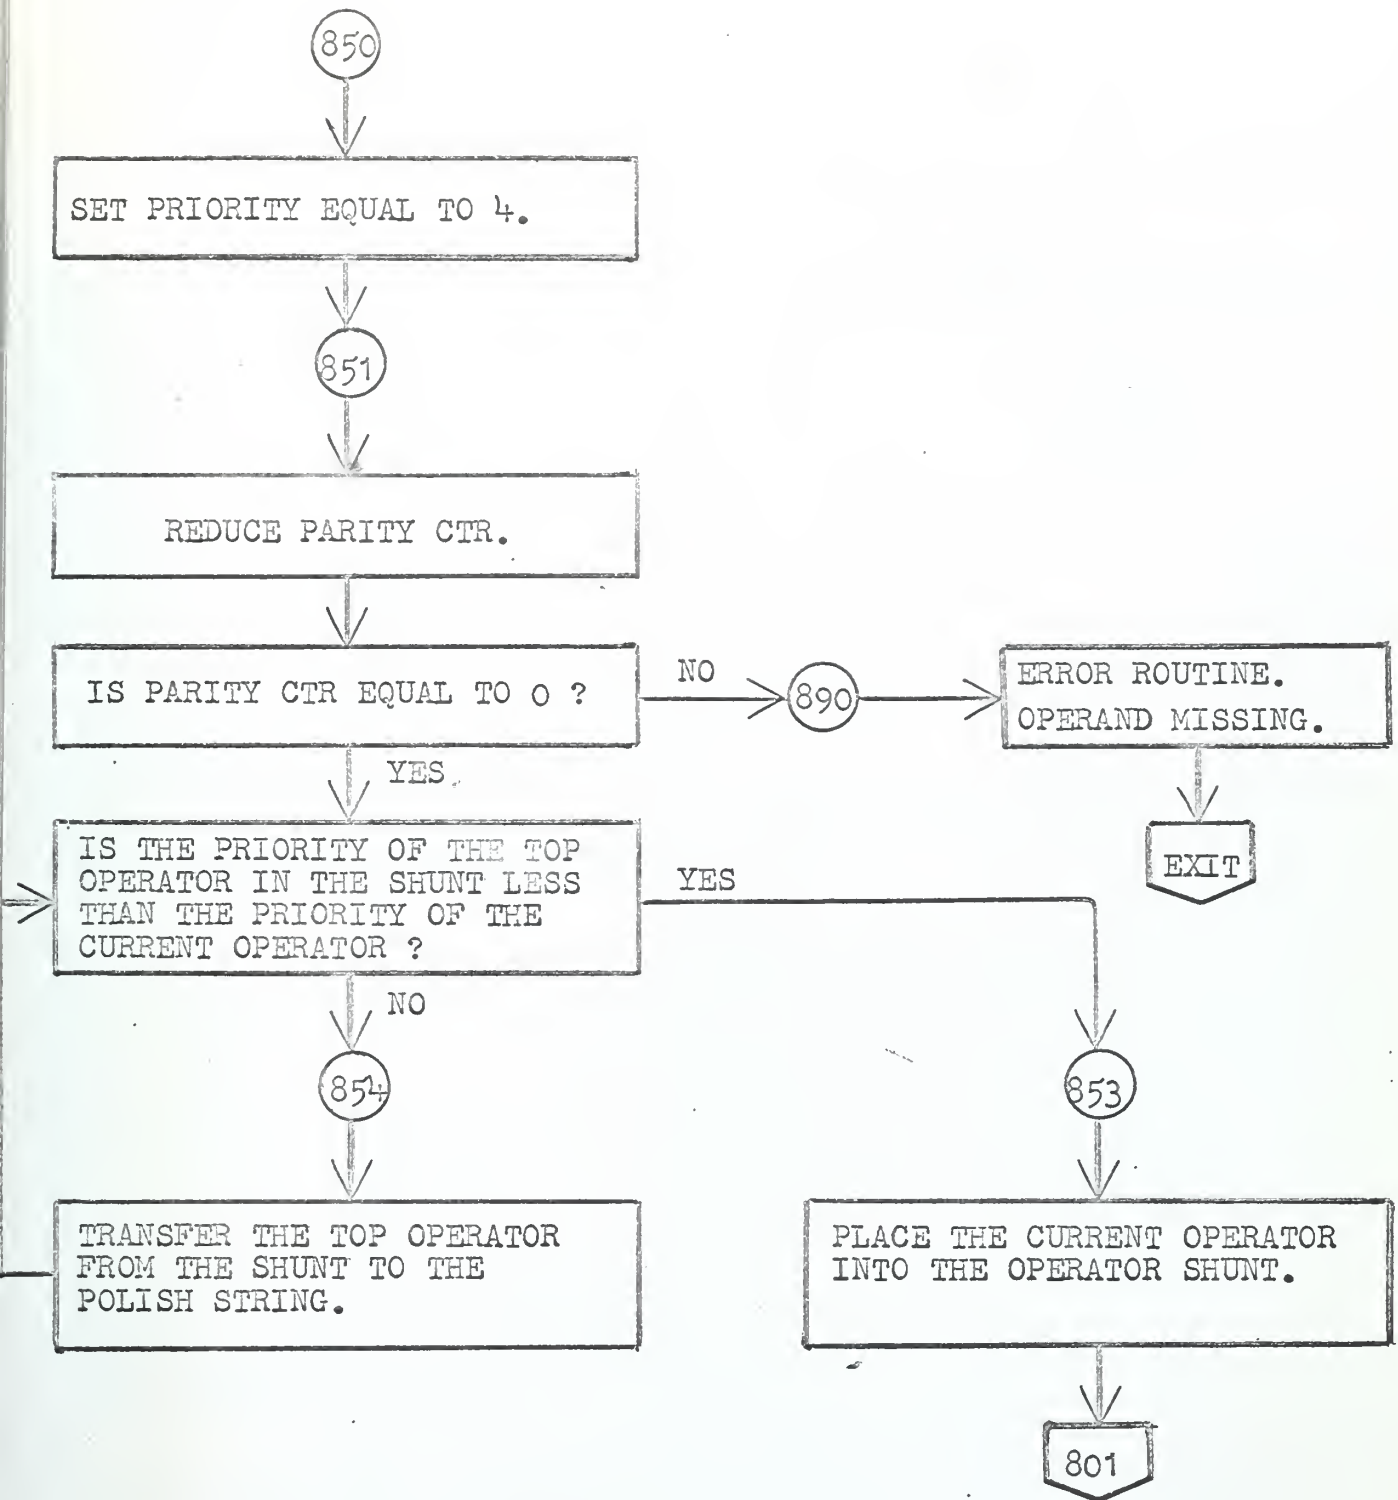 850
SET PRIORITY EQUAL TO 4.
851
REDUCE PARITY CTR.
IS PARITY CTR EQUAL TO 0 ?
NO
890
ERROR ROUTINE.
OPERAND MISSING.
EXIT
YES
IS THE PRIORITY OF THE TOP
OPERATOR IN THE SHUNT LESS
THAN THE PRIORITY OF THE
CURRENT OPERATOR ?
YES
NO
854
853
TRANSFER THE TOP OPERATOR
FROM THE SHUNT TO THE
POLISH STRING.
PLACE THE CURRENT OPERATOR
INTO THE OPERATOR SHUNT.
801